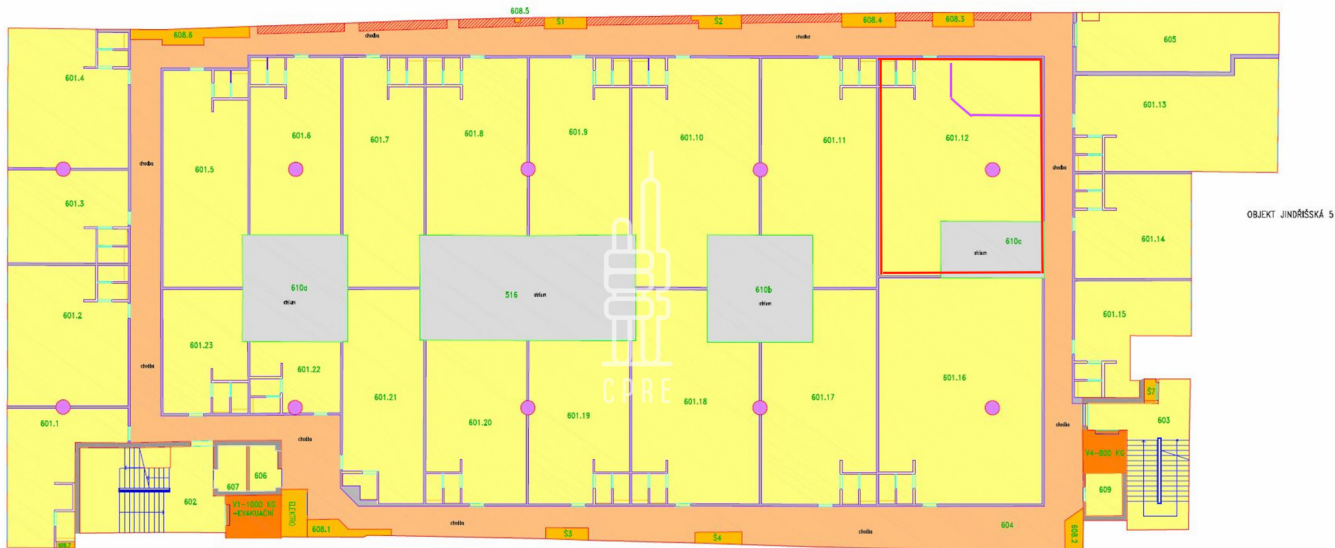 608.5
608.6
S1
S2
608.4
608.3
chodba
chodba
605
601.4
601.5
601.6
601.7
601.8
601.9
601.10
601.11
601.12
601.13
chodba
chodba
601.3
601.14
OBJEKT JINDŘIŠSKÁ 5
610a
atrium
516
atrium
610b
atrium
610c
atrium
601.2
601.15
601.23
601.22
601.21
601.20
601.19
601.18
601.17
601.16
chodba
CPRE
601.1
chodba
chodba
S7
603
602
607
606
V1-1000 KG
-EVAKUAČNÍ
V4-800 KG
609
608.1
chodba
S3
S4
chodba
604
608.2